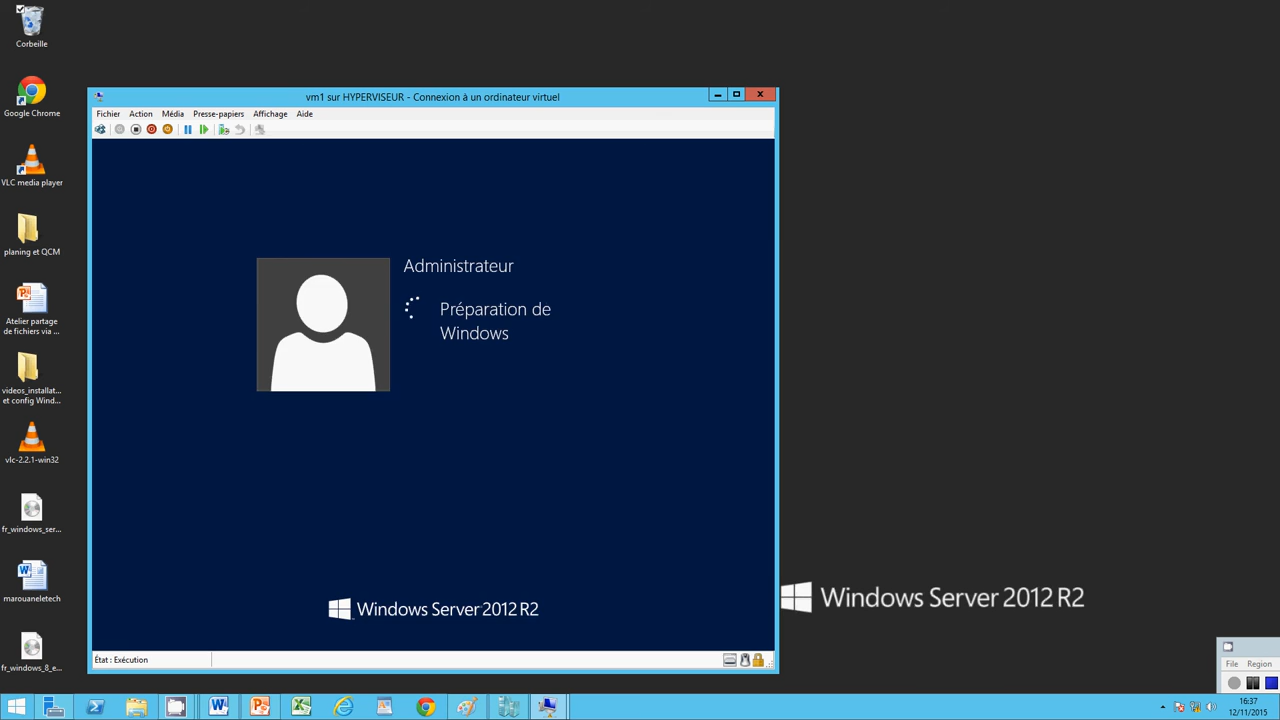 Corbeille
Google Chrome
VLC media player
planing et QCM
Atelier partage
de fichiers via ...
videos_installat...
et config Wind...
vlc-2.2.1-win32
fr_windows_ser...
marouaneletech
fr_windows_8_e...
vm1 sur HYPERVISEUR - Connexion à un ordinateur virtuel
Fichier Action Média Presse-papiers Affichage Aide
Administrateur
Préparation de
Windows
Windows Server 2012 R2
État : Exécution
Windows Server 2012 R2
File Region
16:37
12/11/2015